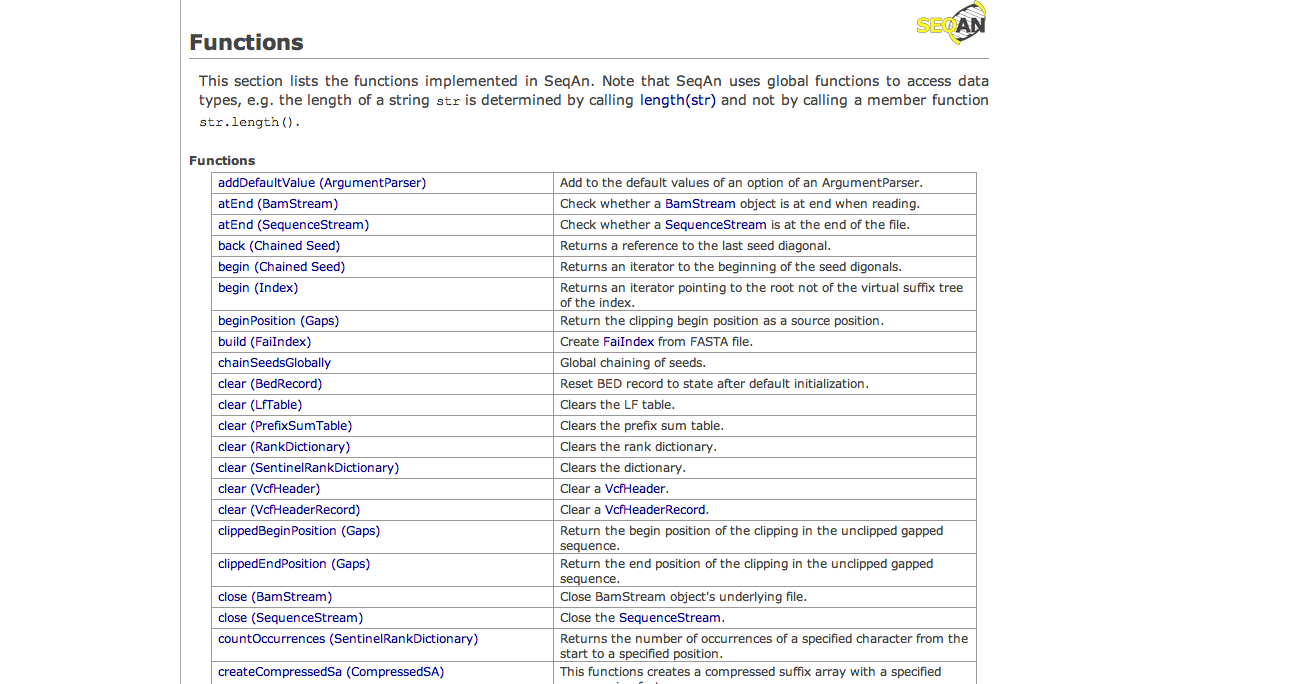 SEQAN
Functions
This section lists the functions implemented in SeqAn. Note that SeqAn uses global functions to access data
types, e.g. the length of a string str is determined by calling length(str) and not by calling a member function
str.length().
Functions
addDefaultValue (ArgumentParser) Add to the default values of an option of an ArgumentParser.
atEnd (BamStream) Check whether a BamStream object is at end when reading.
atEnd (SequenceStream) Check whether a SequenceStream is at the end of the file.
back (Chained Seed) Returns a reference to the last seed diagonal.
begin (Chained Seed) Returns an iterator to the beginning of the seed digonals.
begin (Index) Returns an iterator pointing to the root not of the virtual suffix tree
of the index.
beginPosition (Gaps) Return the clipping begin position as a source position.
build (FaiIndex) Create FaiIndex from FASTA file.
chainSeedsGlobally Global chaining of seeds.
clear (BedRecord) Reset BED record to state after default initialization.
clear (LfTable) Clears the LF table.
clear (PrefixSumTable) Clears the prefix sum table.
clear (RankDictionary) Clears the rank dictionary.
clear (SentinelRankDictionary) Clears the dictionary.
clear (VcfHeader) Clear a VcfHeader.
clear (VcfHeaderRecord) Clear a VcfHeaderRecord.
clippedBeginPosition (Gaps) Return the begin position of the clipping in the unclipped gapped
sequence.
clippedEndPosition (Gaps) Return the end position of the clipping in the unclipped gapped
sequence.
close (BamStream) Close BamStream object's underlying file.
close (SequenceStream) Close the SequenceStream.
countOccurrences (SentinelRankDictionary) Returns the number of occurrences of a specified character from the
start to a specified position.
createCompressedSa (CompressedSA) This functions creates a compressed suffix array with a specified